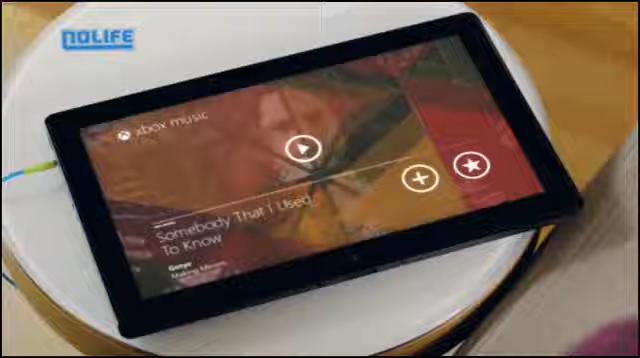 NOLIFE
xbox music
Somebody That I Used
To Know
Gotye
Making Mirrors